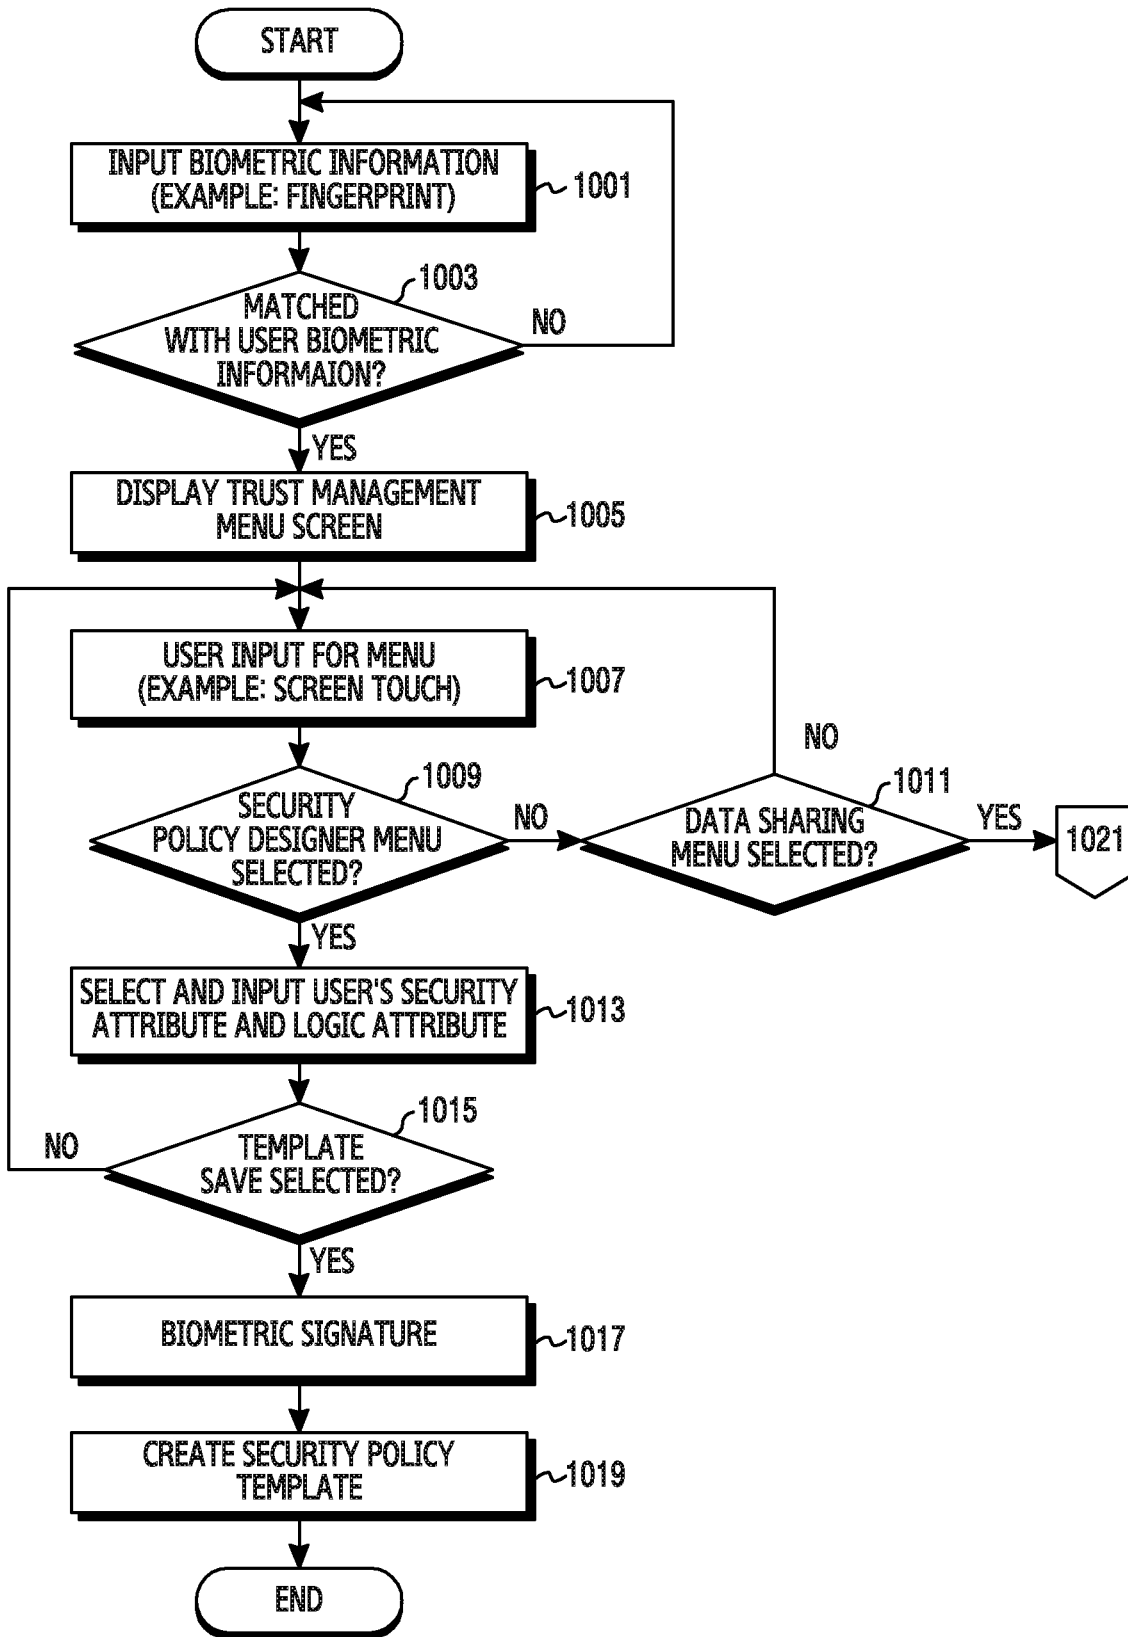 START
INPUT BIOMETRIC INFORMATION
(EXAMPLE: FINGERPRINT)
1001
1003
MATCHED
WITH USER BIOMETRIC
INFORMAION?
NO
YES
DISPLAY TRUST MANAGEMENT
MENU SCREEN
1005
USER INPUT FOR MENU
(EXAMPLE: SCREEN TOUCH)
1007
1009
SECURITY
POLICY DESIGNER MENU
SELECTED?
NO
YES
1011
DATA SHARING
MENU SELECTED?
NO
YES
1021
SELECT AND INPUT USER'S SECURITY
ATTRIBUTE AND LOGIC ATTRIBUTE
1013
1015
TEMPLATE
SAVE SELECTED?
NO
YES
BIOMETRIC SIGNATURE
1017
CREATE SECURITY POLICY
TEMPLATE
1019
END